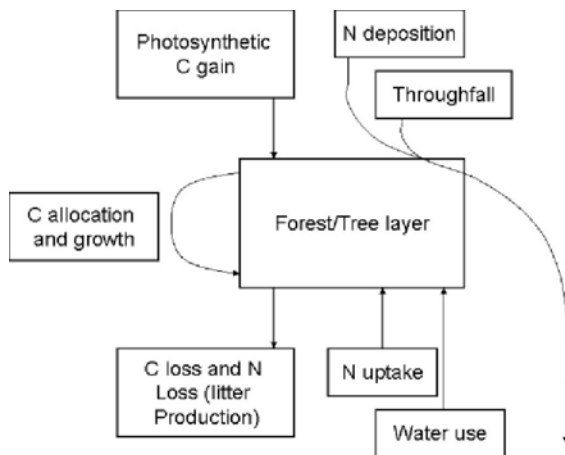 Photosynthetic
C gain
N deposition
Throughfall
C allocation
and growth
Forest/Tree layer
C loss and N
Loss (litter
Production)
N uptake
Water use